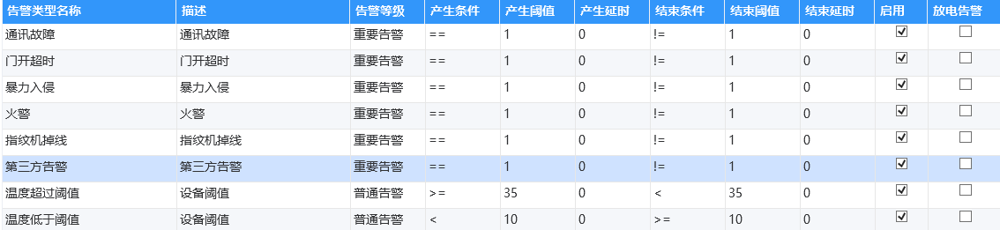 告警类型名称 描述 告警等级 产生条件 产生阈值 产生延时 结束条件 结束阈值 结束延时 启用 放电告警
通讯故障 通讯故障 重要告警 == 1 0 != 1 0
门开超时 门开超时 重要告警 == 1 0 != 1 0
暴力入侵 暴力入侵 重要告警 == 1 0 != 1 0
火警 火警 重要告警 == 1 0 != 1 0
指纹机掉线 指纹机掉线 重要告警 == 1 0 != 1 0
第三方告警 第三方告警 重要告警 == 1 0 != 1 0
温度超过阈值 设备阈值 普通告警 >= 35 0 < 35 0
温度低于阈值 设备阈值 普通告警 < 10 0 >= 10 0